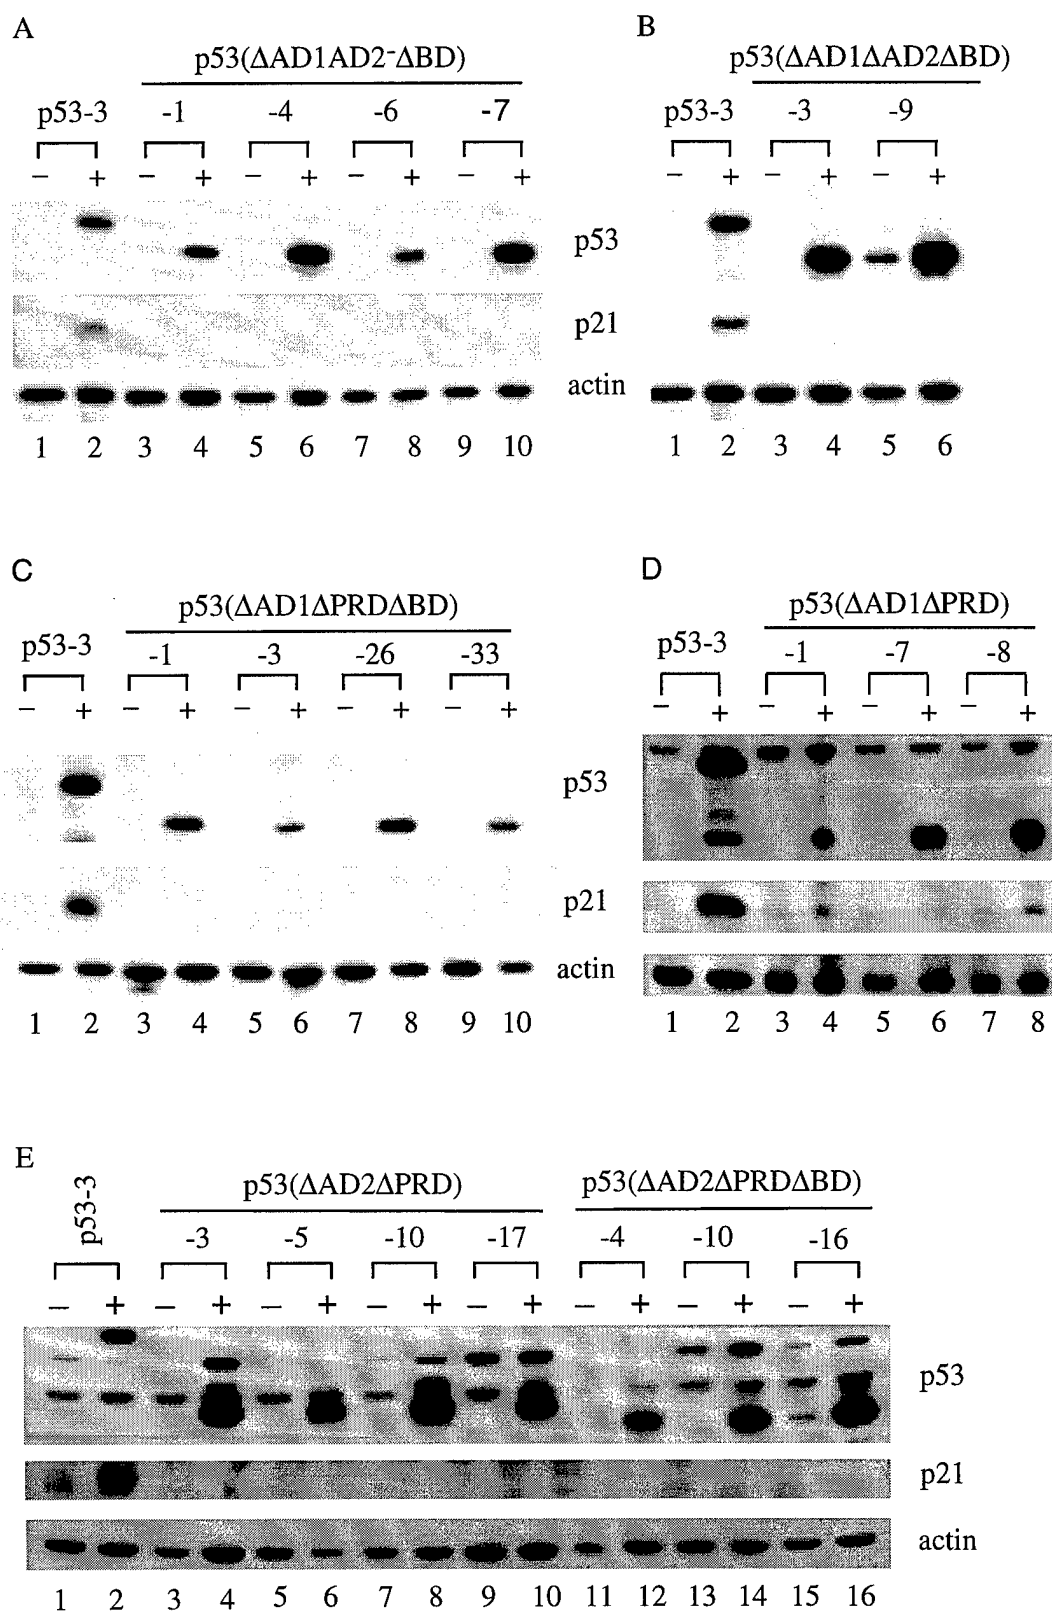 A
p53(ΔAD1AD2⁻ΔBD)
p53-3 -1 -4 -6 -7
− + − + − + − + − +
1 2 3 4 5 6 7 8 9 10
B
p53(ΔAD1ΔAD2ΔBD)
p53-3 -3 -9
− + − + − +
p53
p21
actin
1 2 3 4 5 6
C
p53(ΔAD1ΔPRDΔBD)
p53-3 -1 -3 -26 -33
− + − + − + − + − +
1 2 3 4 5 6 7 8 9 10
D
p53(ΔAD1ΔPRD)
p53-3 -1 -7 -8
− + − + − + − +
p53
p21
actin
1 2 3 4 5 6 7 8
E
p53-3
p53(ΔAD2ΔPRD) p53(ΔAD2ΔPRDΔBD)
-3 -5 -10 -17 -4 -10 -16
− + − + − + − + − + − + − + − +
p53
p21
actin
1 2 3 4 5 6 7 8 9 10 11 12 13 14 15 16